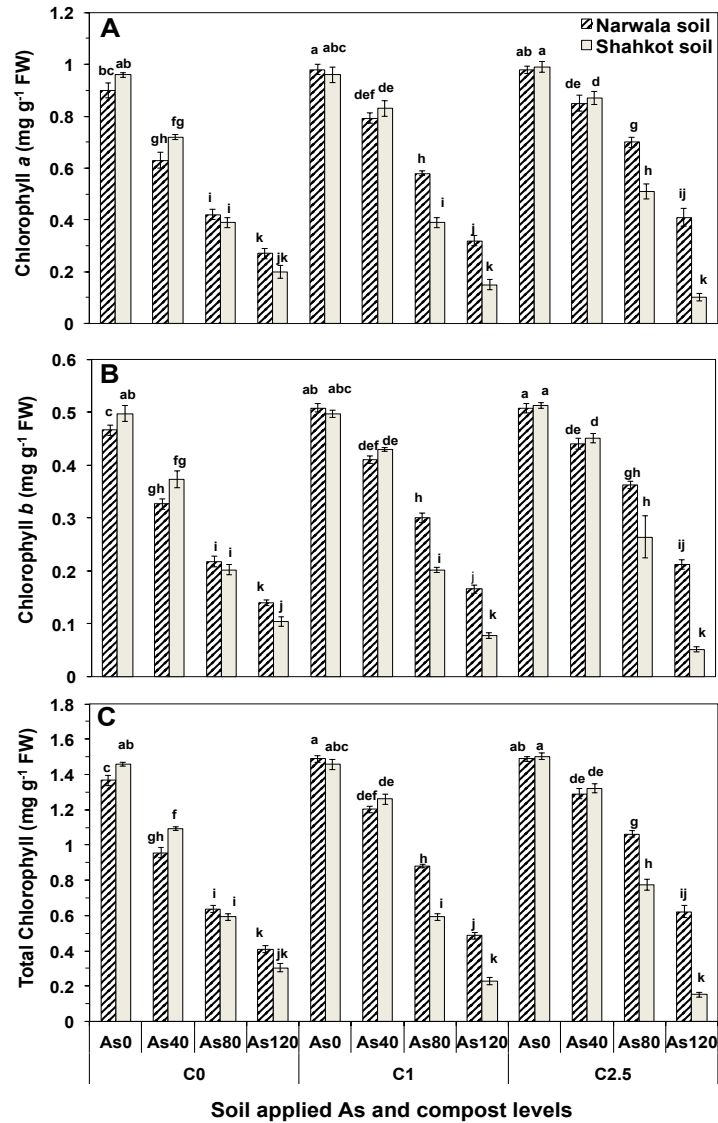 A
Narwala soil
Shahkot soil
Chlorophyll a (mg g-1 FW)
1.2
1
0.8
0.6
0.4
0.2
0
bc ab gh fg i i k jk a abc def de h i j k ab a de d g h ij k
B
Chlorophyll b (mg g-1 FW)
0.6
0.5
0.4
0.3
0.2
0.1
0
c ab gh fg i i k j ab abc def de h i j k a a de d gh h ij k
C
Total Chlorophyll (mg g-1 FW)
1.8
1.6
1.4
1.2
1
0.8
0.6
0.4
0.2
0
c ab gh f i i k jk a abc def de h i j k ab a de de g h ij k
As0 As40 As80 As120 As0 As40 As80 As120 As0 As40 As80 As120
C0 C1 C2.5
Soil applied As and compost levels